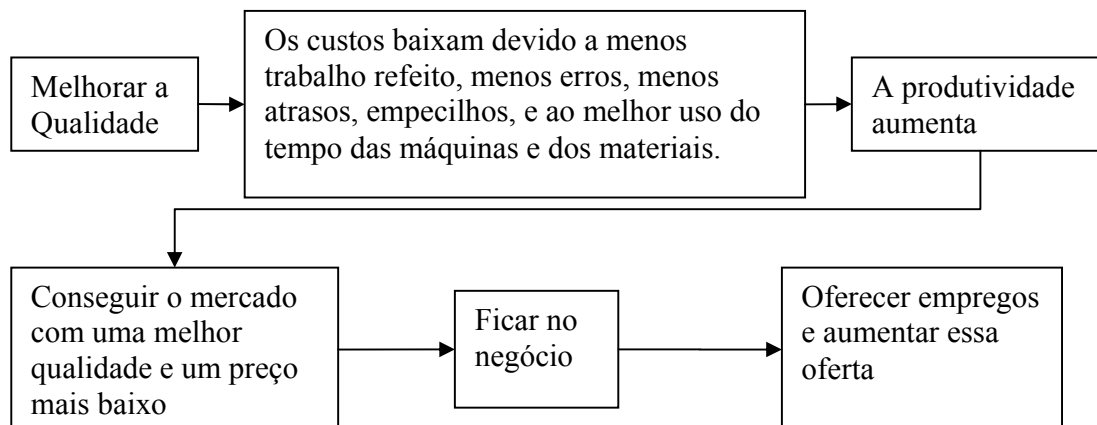 Melhorar a
Qualidade
Os custos baixam devido a menos
trabalho refeito, menos erros, menos
atrasos, empecilhos, e ao melhor uso do
tempo das máquinas e dos materiais.
A produtividade
aumenta
Conseguir o mercado
com uma melhor
qualidade e um preço
mais baixo
Ficar no
negócio
Oferecer empregos
e aumentar essa
oferta